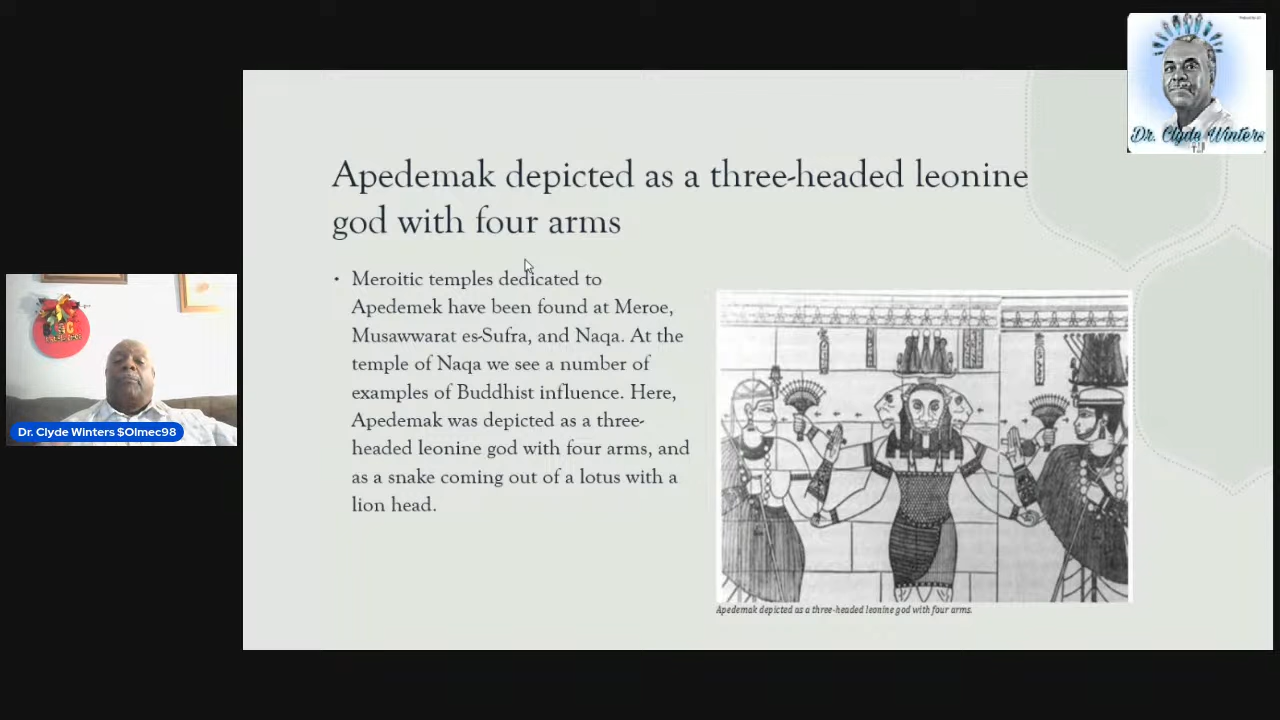 Dr. Clyde Winters
Apedemak depicted as a three-headed leonine
god with four arms
• Meroitic temples dedicated to
Apedemek have been found at Meroe,
Musawwarat es-Sufra, and Naqa. At the
temple of Naqa we see a number of
examples of Buddhist influence. Here,
Apedemak was depicted as a three-
headed leonine god with four arms, and
as a snake coming out of a lotus with a
lion head.
Apedemak depicted as a three-headed leonine god with four arms.
Dr. Clyde Winters $Olmec98